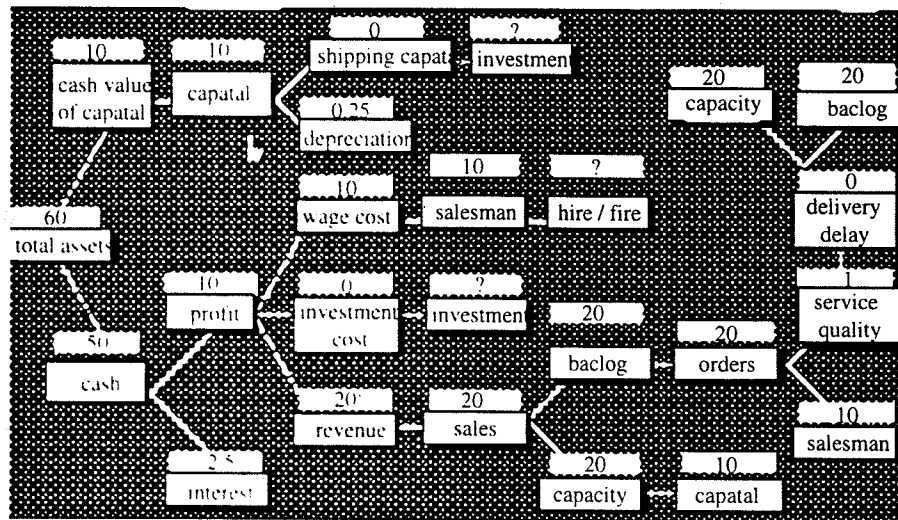 10
cash value
of capatal
10
capatal
0
shipping capat
?
investment
20
capacity
20
baclog
0.25
depreciation
10
wage cost
10
salesman
?
hire / fire
0
delivery
delay
60
total assets
10
profit
0
investment
cost
?
investment
1
service
quality
20
baclog
20
orders
50
cash
20
revenue
20
sales
10
salesman
2.5
interest
20
capacity
10
capatal